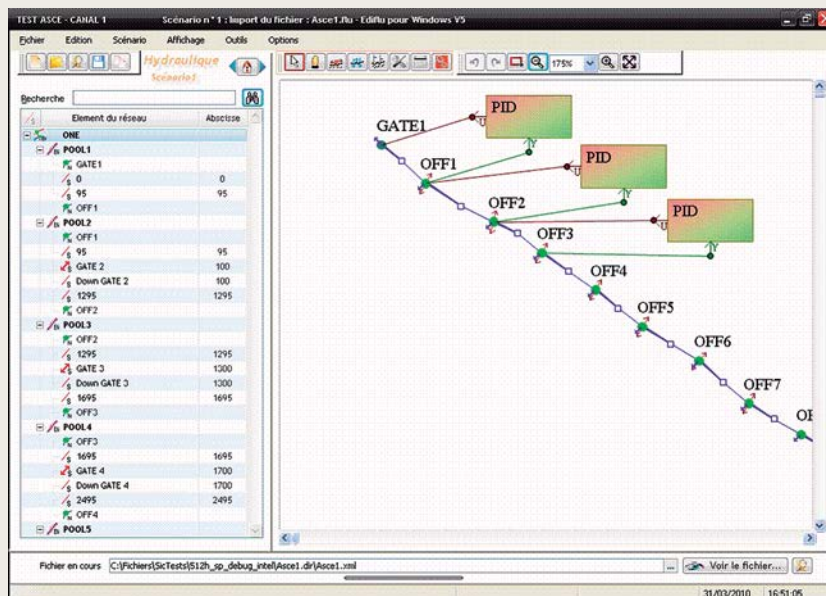 TEST ASCE - CANAL 1 Scénario n° 1 : Import du fichier : Asce1.flu - Ediflu pour Windows V5
Fichier Edition Scénario Affichage Outils Options
Hydraulique
Scénario1
175%
Recherche
Element du réseau Abscisse
ONE
POOL1
GATE1
0 0
95 95
OFF1
POOL2
OFF1
95 95
GATE 2 100
Down GATE 2 100
1295 1295
OFF2
POOL3
OFF2
1295 1295
GATE 3 1300
Down GATE 3 1300
1695 1695
OFF3
POOL4
OFF3
1695 1695
GATE 4 1700
Down GATE 4 1700
2495 2495
OFF4
POOL5
GATE1
PID
U
Y
OFF1
PID
U
Y
OFF2
PID
U
Y
OFF3
OFF4
OFF5
OFF6
OFF7
Fichier en cours C:\Fichiers\SicTests\512h_sp_debug_intel\Asce1.dir\Asce1.xml ... Voir le fichier...
31/03/2010 16:51:05